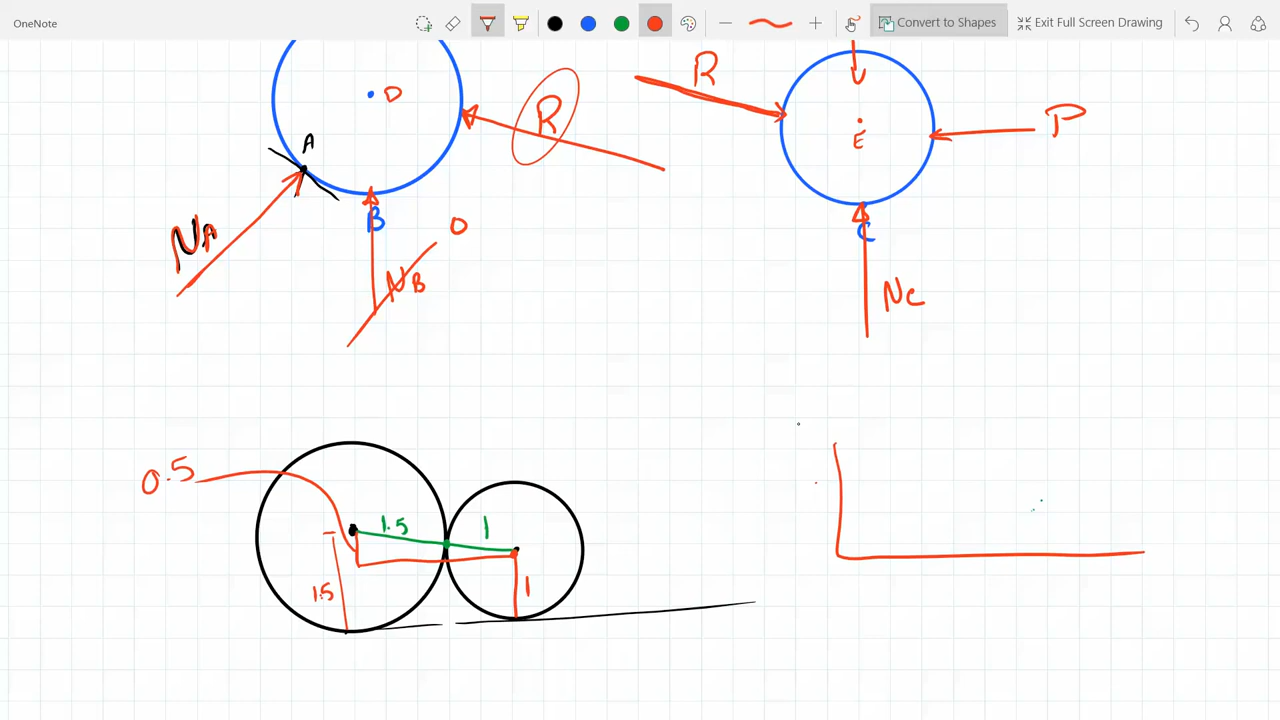 OneNote
Convert to Shapes
Exit Full Screen Drawing
D
R
R
P
E
A
NA
B
O
NB
C
Nc
0.5
1.5
1
1.5
1